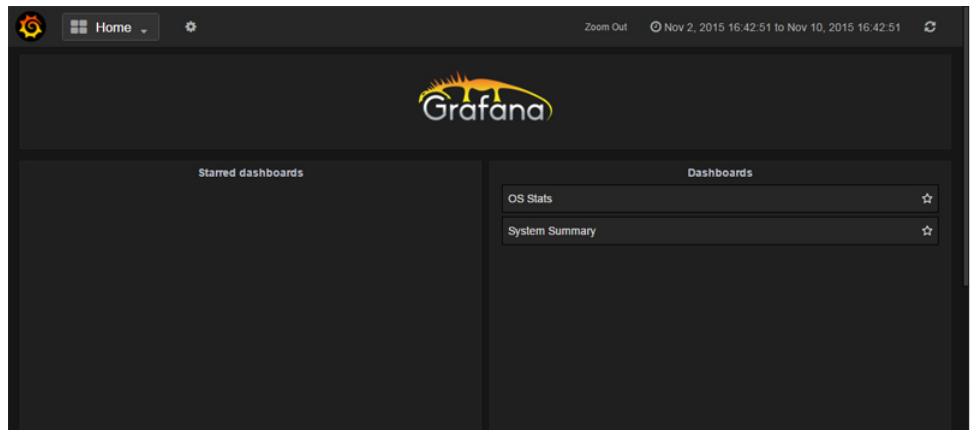 Home
Zoom Out
Nov 2, 2015 16:42:51 to Nov 10, 2015 16:42:51
Grafana
Starred dashboards
Dashboards
OS Stats
System Summary